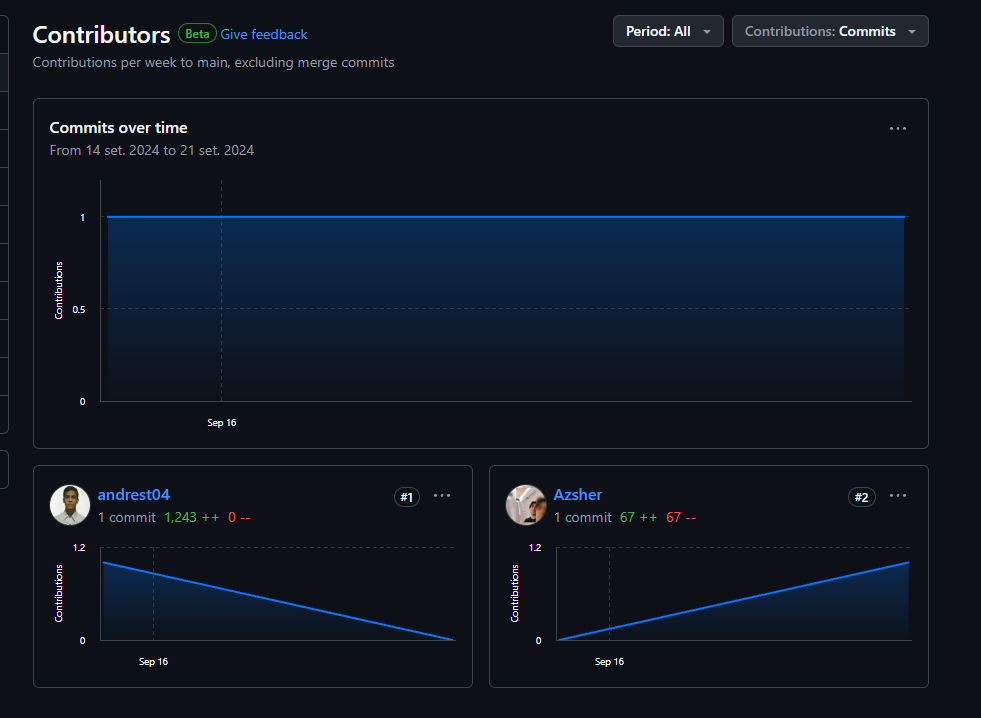 Contributors Beta Give feedback
Period: All
Contributions: Commits
Contributions per week to main, excluding merge commits
Commits over time
From 14 set. 2024 to 21 set. 2024
1
Contributions
0.5
0
Sep 16
andrest04
#1
1 commit 1,243 ++ 0 --
1.2
Contributions
0
Sep 16
Azsher
#2
1 commit 67 ++ 67 --
1.2
Contributions
0
Sep 16